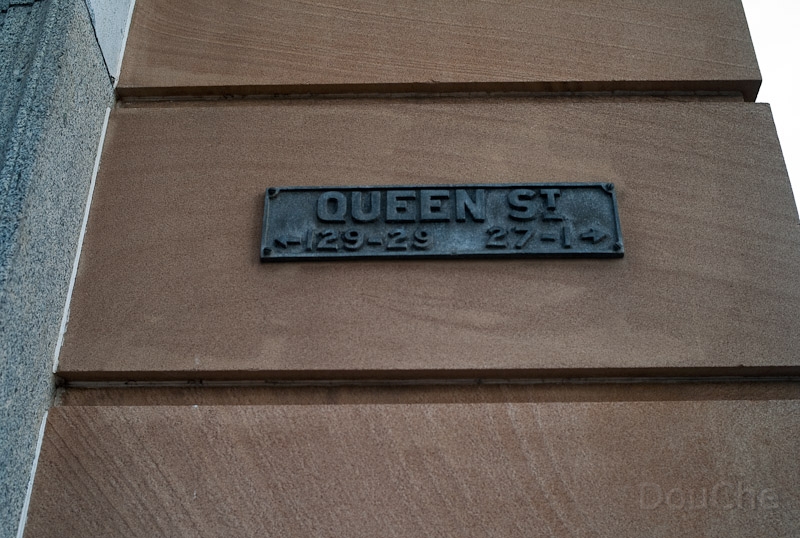 QUEEN ST
←129-29 27-1→
DouChe